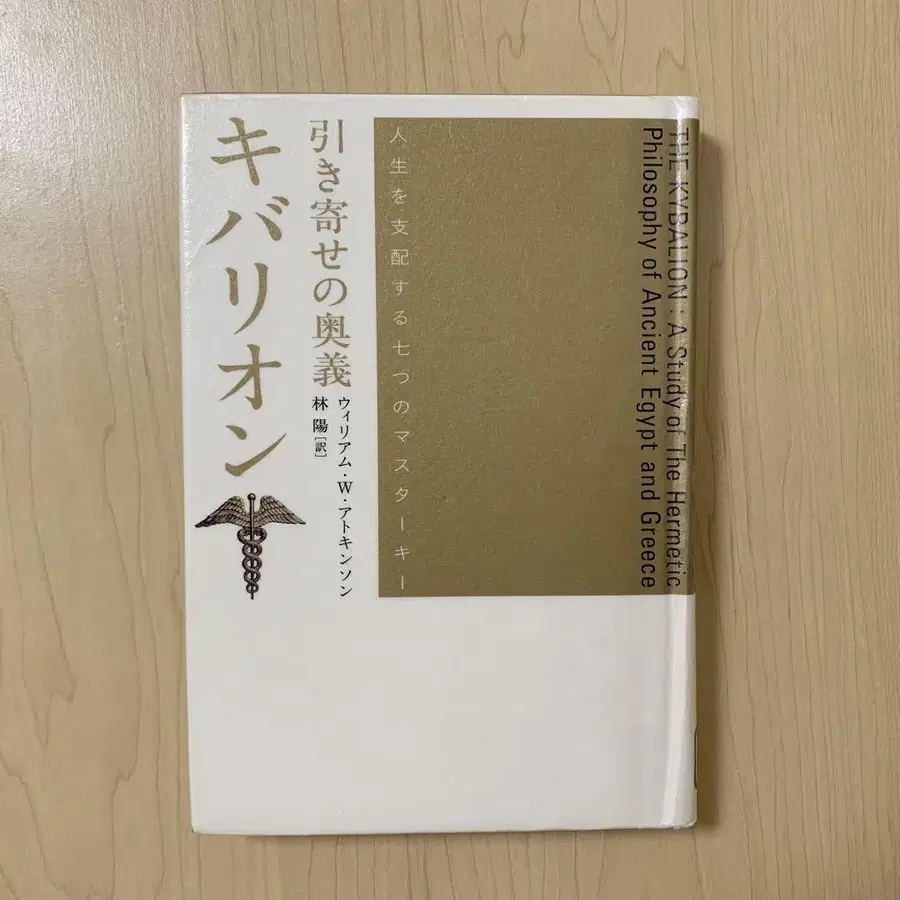 THE KYBALION : A Study of The Hermetic
Philosophy of Ancient Egypt and Greece
人生を支配する七つのマスターキー
引き寄せの奥義
キバリオン
ウィリアム・W・アトキンソン
林 陽[訳]